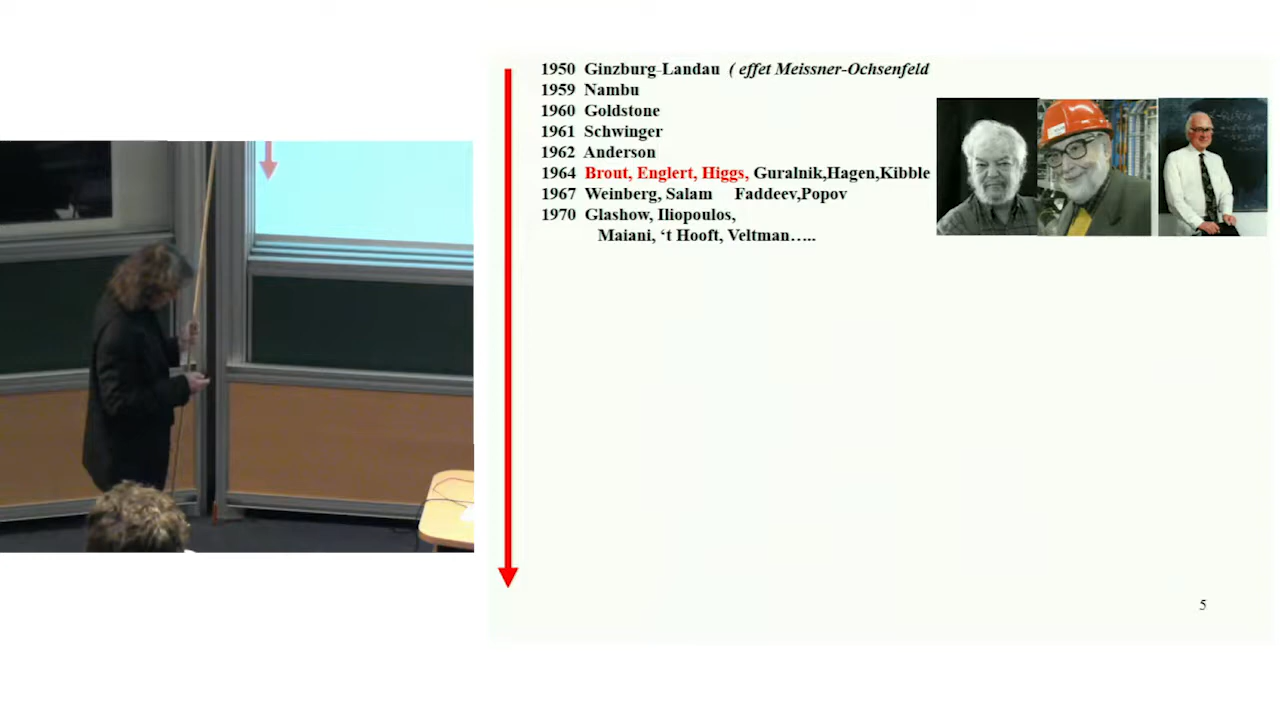 1950 Ginzburg-Landau ( effet Meissner-Ochsenfeld
1959 Nambu
1960 Goldstone
1961 Schwinger
1962 Anderson
1964 Brout, Englert, Higgs, Guralnik,Hagen,Kibble
1967 Weinberg, Salam Faddeev,Popov
1970 Glashow, Iliopoulos,
Maiani, ‘t Hooft, Veltman…..
5